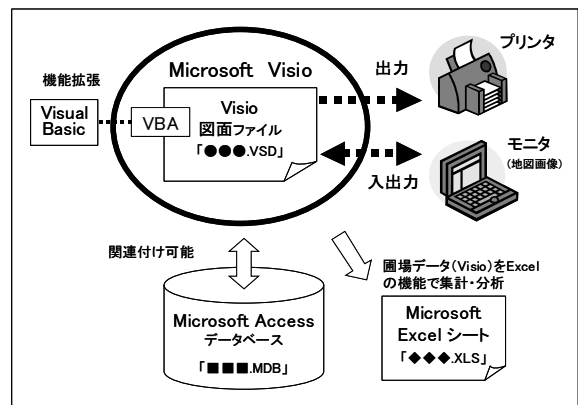 機能拡張
Visual
Basic
Microsoft Visio
VBA
Visio
図面ファイル
「●●●.VSD」
出力
プリンタ
入出力
モニタ
(地図画像)
関連付け可能
Microsoft Access
データベース
「■■■.MDB」
圃場データ(Visio)をExcel
の機能で集計・分析
Microsoft
Excel シート
「◆◆◆.XLS」